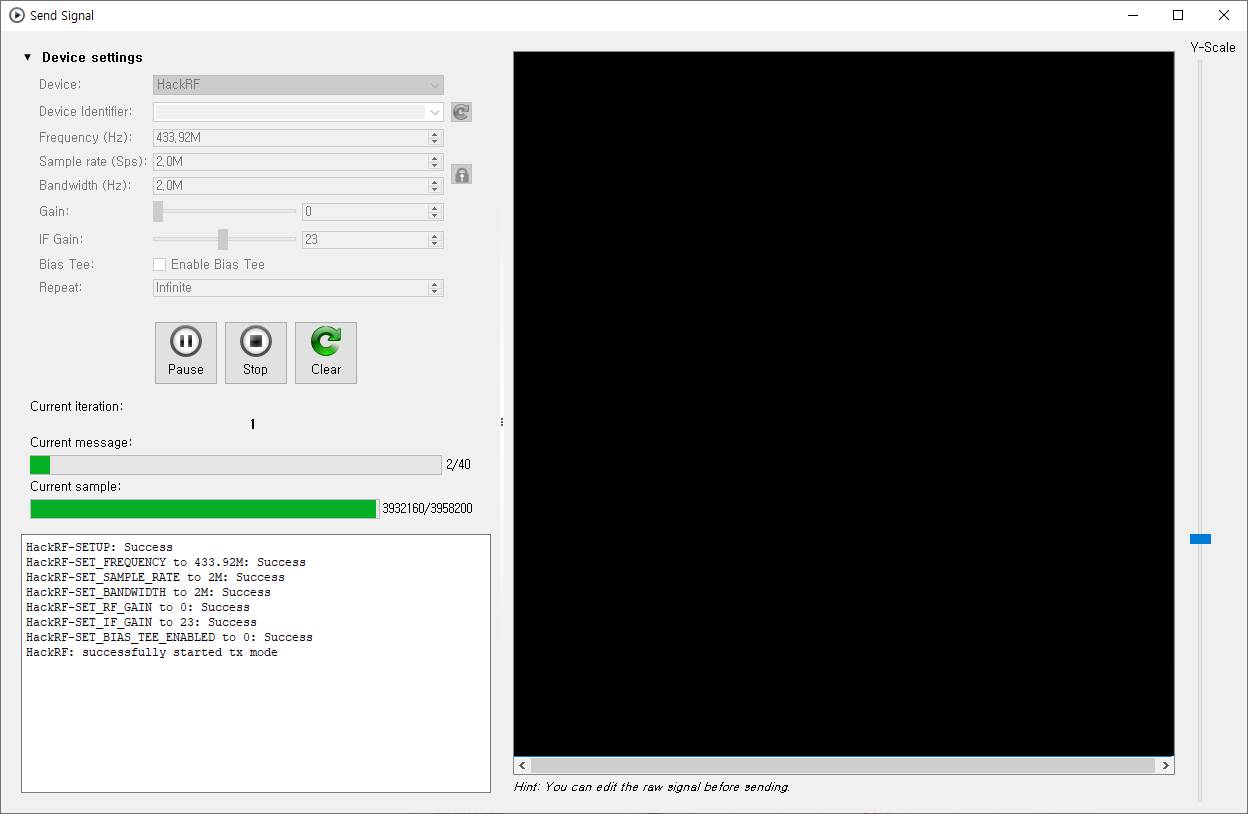 Send Signal
Device settings
Device:
HackRF
Device Identifier:
Frequency (Hz):
433,92M
Sample rate (Sps):
2,0M
Bandwidth (Hz):
2,0M
Gain:
0
IF Gain:
23
Bias Tee:
Enable Bias Tee
Repeat:
Infinite
Pause
Stop
Clear
Current iteration:
1
Current message:
2/40
Current sample:
3932160/3958200
HackRF-SETUP: Success
HackRF-SET_FREQUENCY to 433.92M: Success
HackRF-SET_SAMPLE_RATE to 2M: Success
HackRF-SET_BANDWIDTH to 2M: Success
HackRF-SET_RF_GAIN to 0: Success
HackRF-SET_IF_GAIN to 23: Success
HackRF-SET_BIAS_TEE_ENABLED to 0: Success
HackRF: successfully started tx mode
Y-Scale
Hint: You can edit the raw signal before sending.